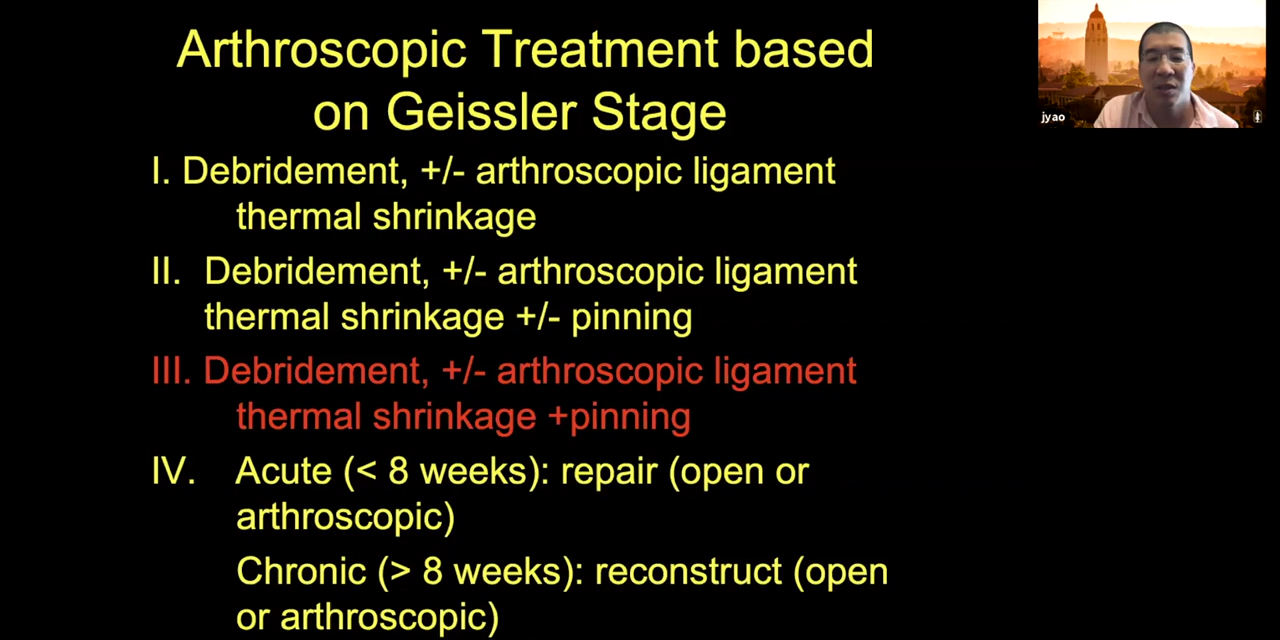 Arthroscopic Treatment based
on Geissler Stage
jyao
I. Debridement, +/- arthroscopic ligament
thermal shrinkage
II. Debridement, +/- arthroscopic ligament
thermal shrinkage +/- pinning
III. Debridement, +/- arthroscopic ligament
thermal shrinkage +pinning
IV. Acute (< 8 weeks): repair (open or
arthroscopic)
Chronic (> 8 weeks): reconstruct (open
or arthroscopic)